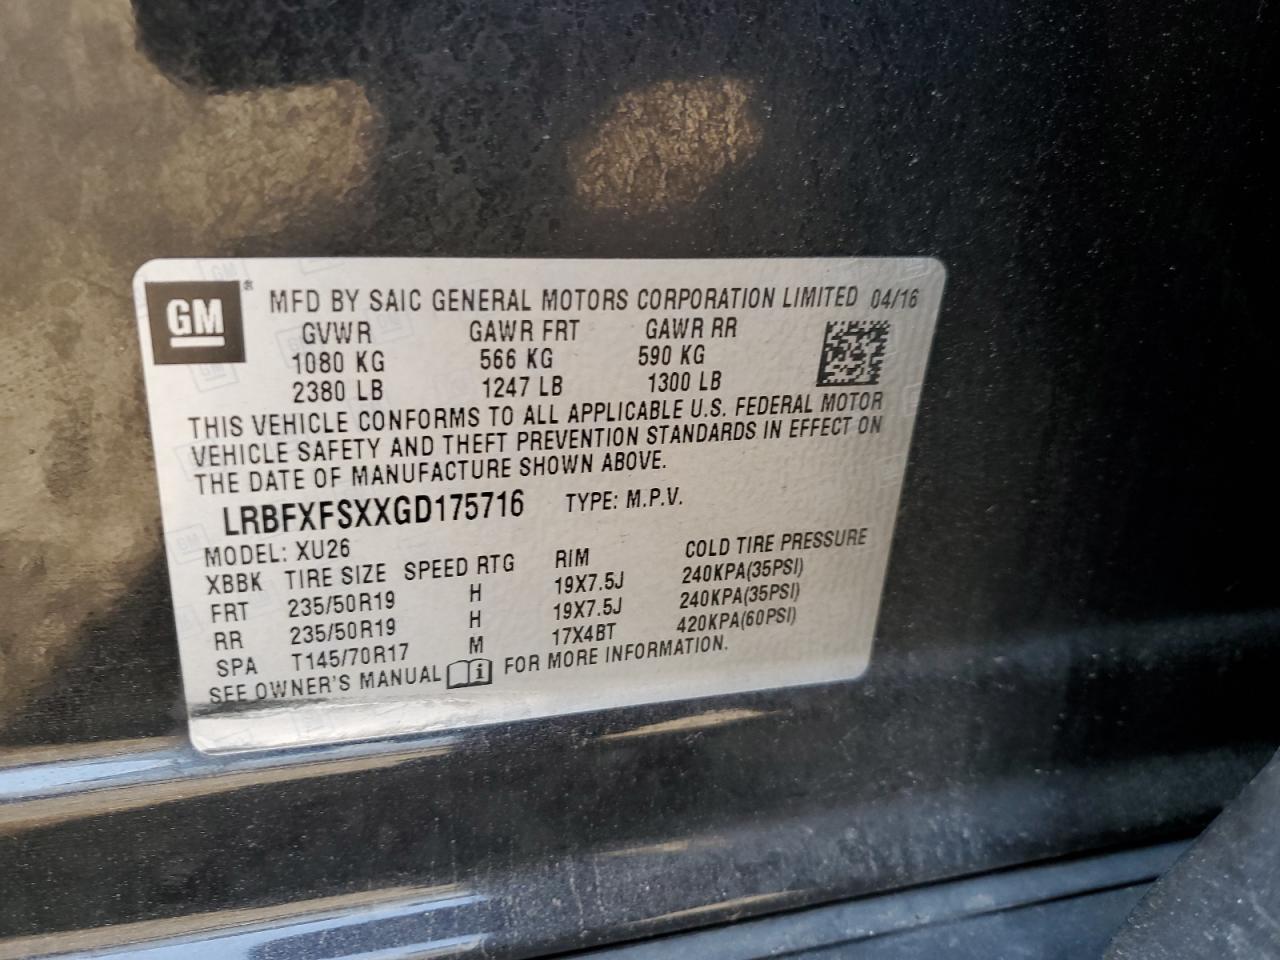 GM ® MFD BY SAIC GENERAL MOTORS CORPORATION LIMITED 04/16
GVWR GAWR FRT GAWR RR
1080 KG 566 KG 590 KG
2380 LB 1247 LB 1300 LB
THIS VEHICLE CONFORMS TO ALL APPLICABLE U.S. FEDERAL MOTOR
VEHICLE SAFETY AND THEFT PREVENTION STANDARDS IN EFFECT ON
THE DATE OF MANUFACTURE SHOWN ABOVE.
LRBFXFSXXGD175716 TYPE: M.P.V.
MODEL: XU26
XBBK TIRE SIZE SPEED RTG RIM COLD TIRE PRESSURE
FRT 235/50R19 H 19X7.5J 240KPA(35PSI)
RR 235/50R19 H 19X7.5J 240KPA(35PSI)
SPA T145/70R17 M 17X4BT 420KPA(60PSI)
SEE OWNER'S MANUAL i FOR MORE INFORMATION.